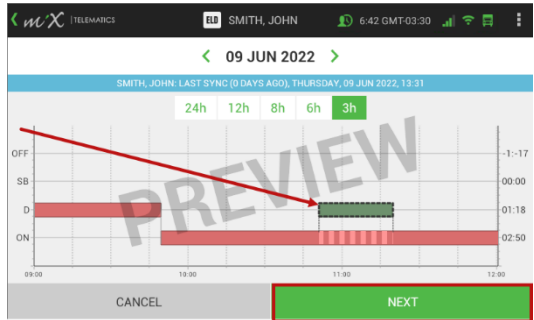 mix | TELEMATICS ELD SMITH, JOHN 6:42 GMT-03:30
09 JUN 2022
SMITH, JOHN: LAST SYNC (0 DAYS AGO), THURSDAY, 09 JUN 2022, 13:31
24h 12h 8h 6h 3h
PREVIEW
OFF -1:-17
SB 00:00
D 01:18
ON 02:50
09:00 10:00 11:00 12:00
CANCEL NEXT